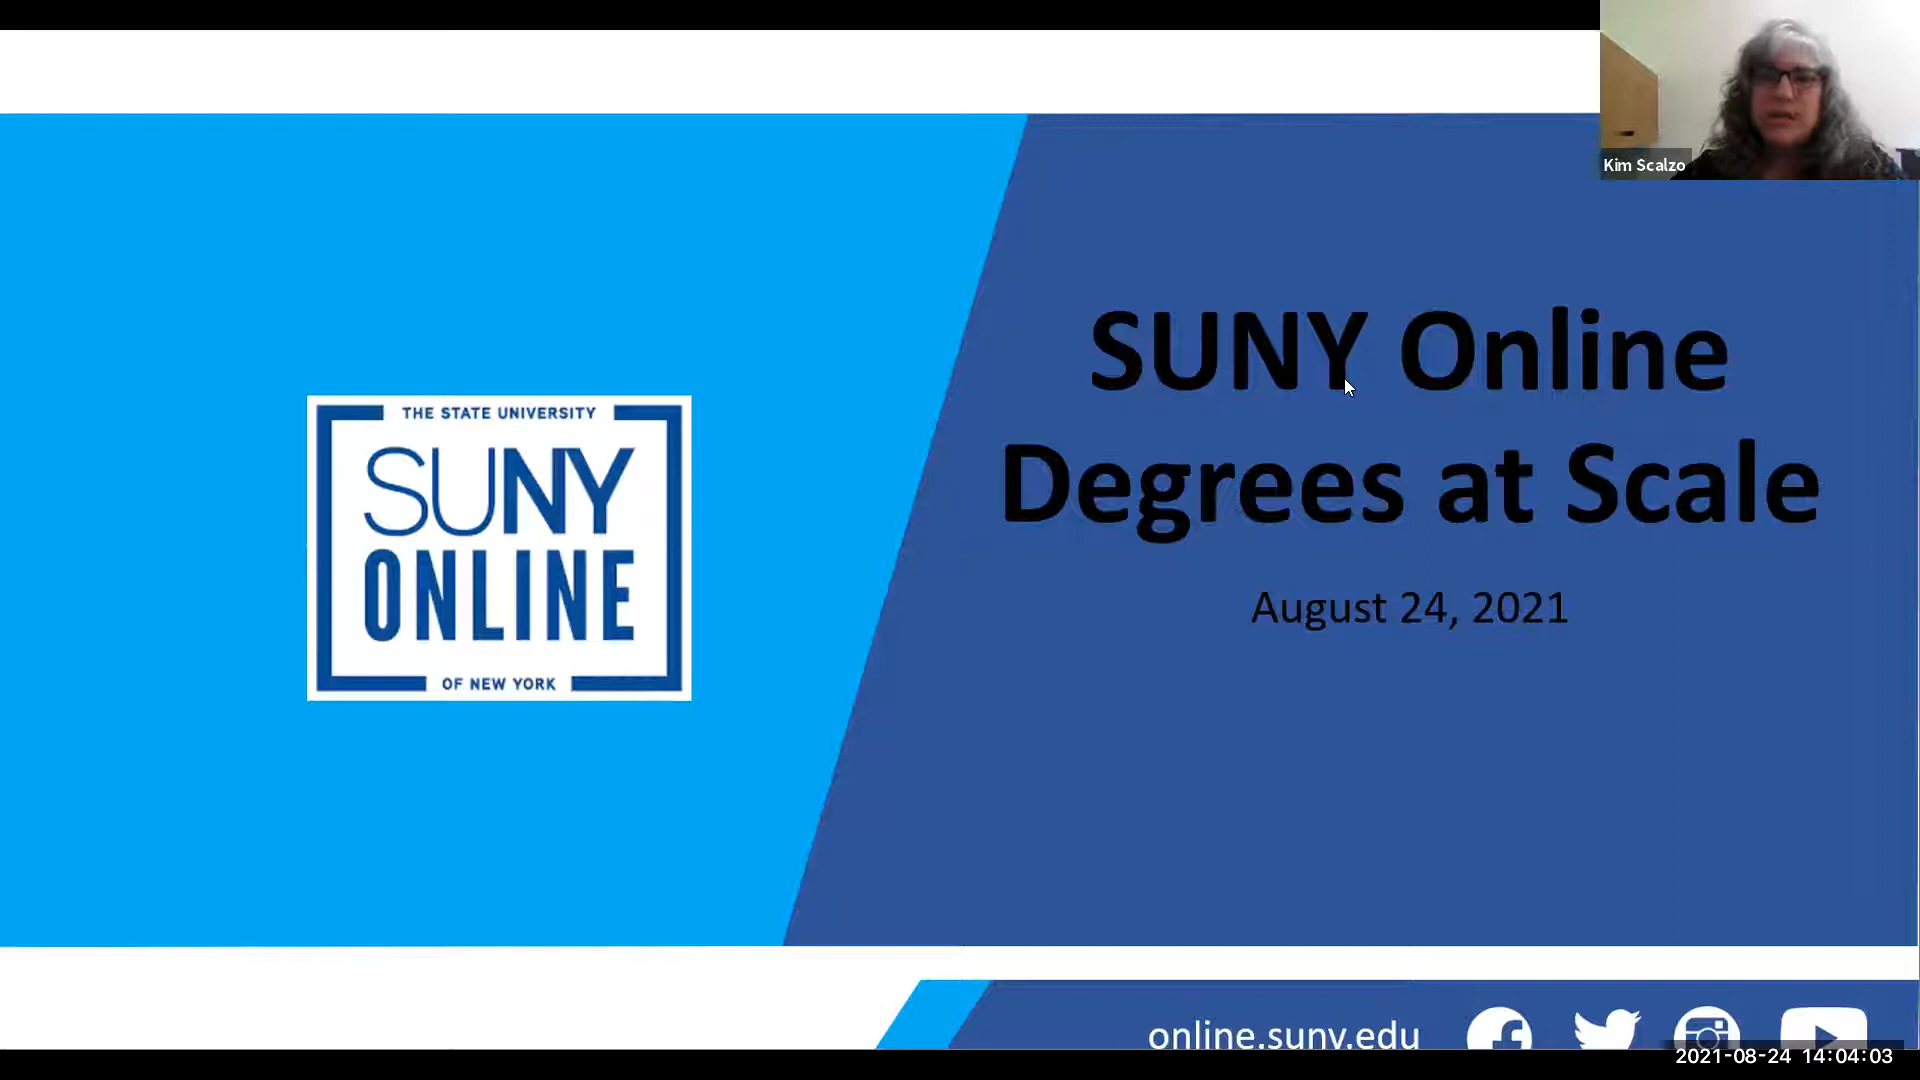 Kim Scalzo
SUNY Online
Degrees at Scale
August 24, 2021
THE STATE UNIVERSITY
SUNY
ONLINE
OF NEW YORK
online.suny.edu
2021-08-24 14:04:03